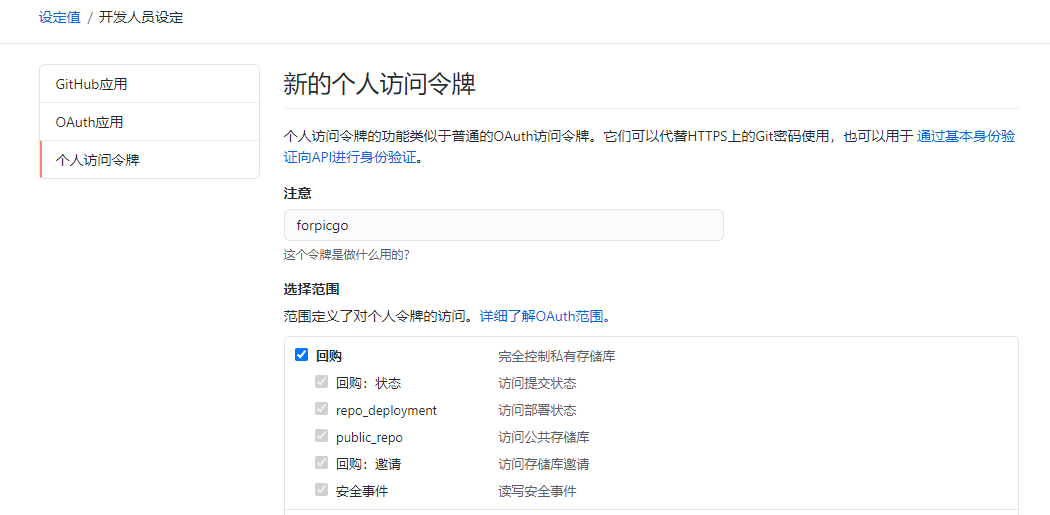 设定值 / 开发人员设定
GitHub应用
OAuth应用
个人访问令牌
新的个人访问令牌
个人访问令牌的功能类似于普通的OAuth访问令牌。它们可以代替HTTPS上的Git密码使用，也可以用于 通过基本身份验
证向API进行身份验证。
注意
forpicgo
这个令牌是做什么用的?
选择范围
范围定义了对个人令牌的访问。详细了解OAuth范围。
回购 完全控制私有存储库
回购：状态 访问提交状态
repo_deployment 访问部署状态
public_repo 访问公共存储库
回购：邀请 访问存储库邀请
安全事件 读写安全事件